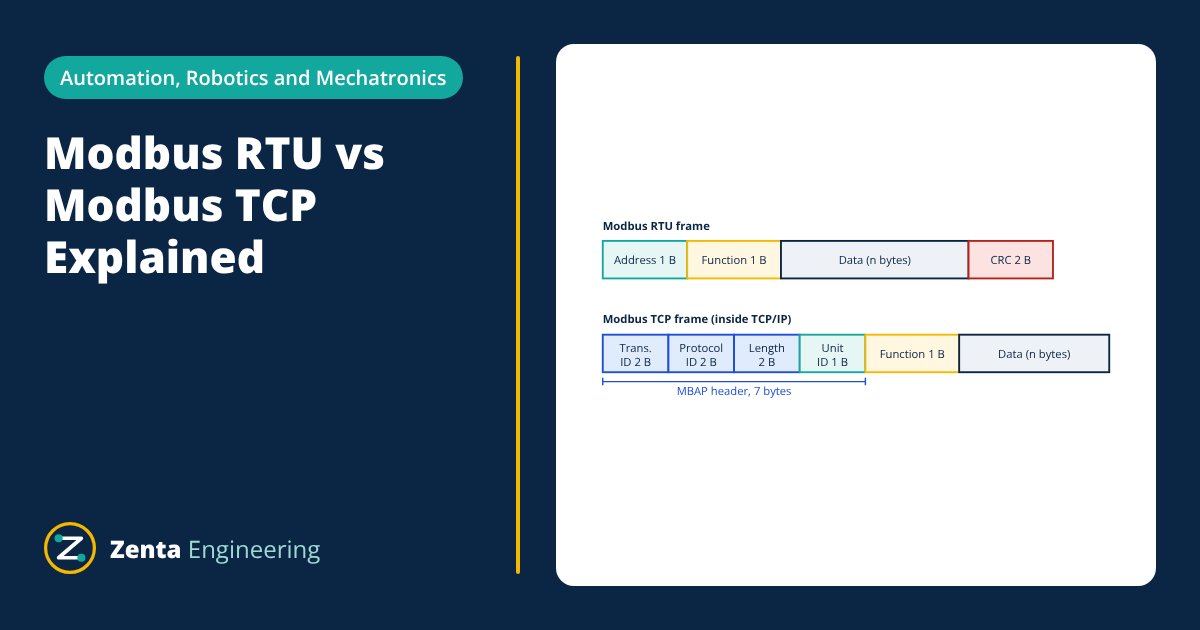 Automation, Robotics and Mechatronics
Modbus RTU vs
Modbus TCP
Explained
Zenta Engineering
Modbus RTU frame
Address 1 B
Function 1 B
Data (n bytes)
CRC 2 B
Modbus TCP frame (inside TCP/IP)
Trans.
ID 2 B
Protocol
ID 2 B
Length
2 B
Unit
ID 1 B
Function 1 B
Data (n bytes)
MBAP header, 7 bytes